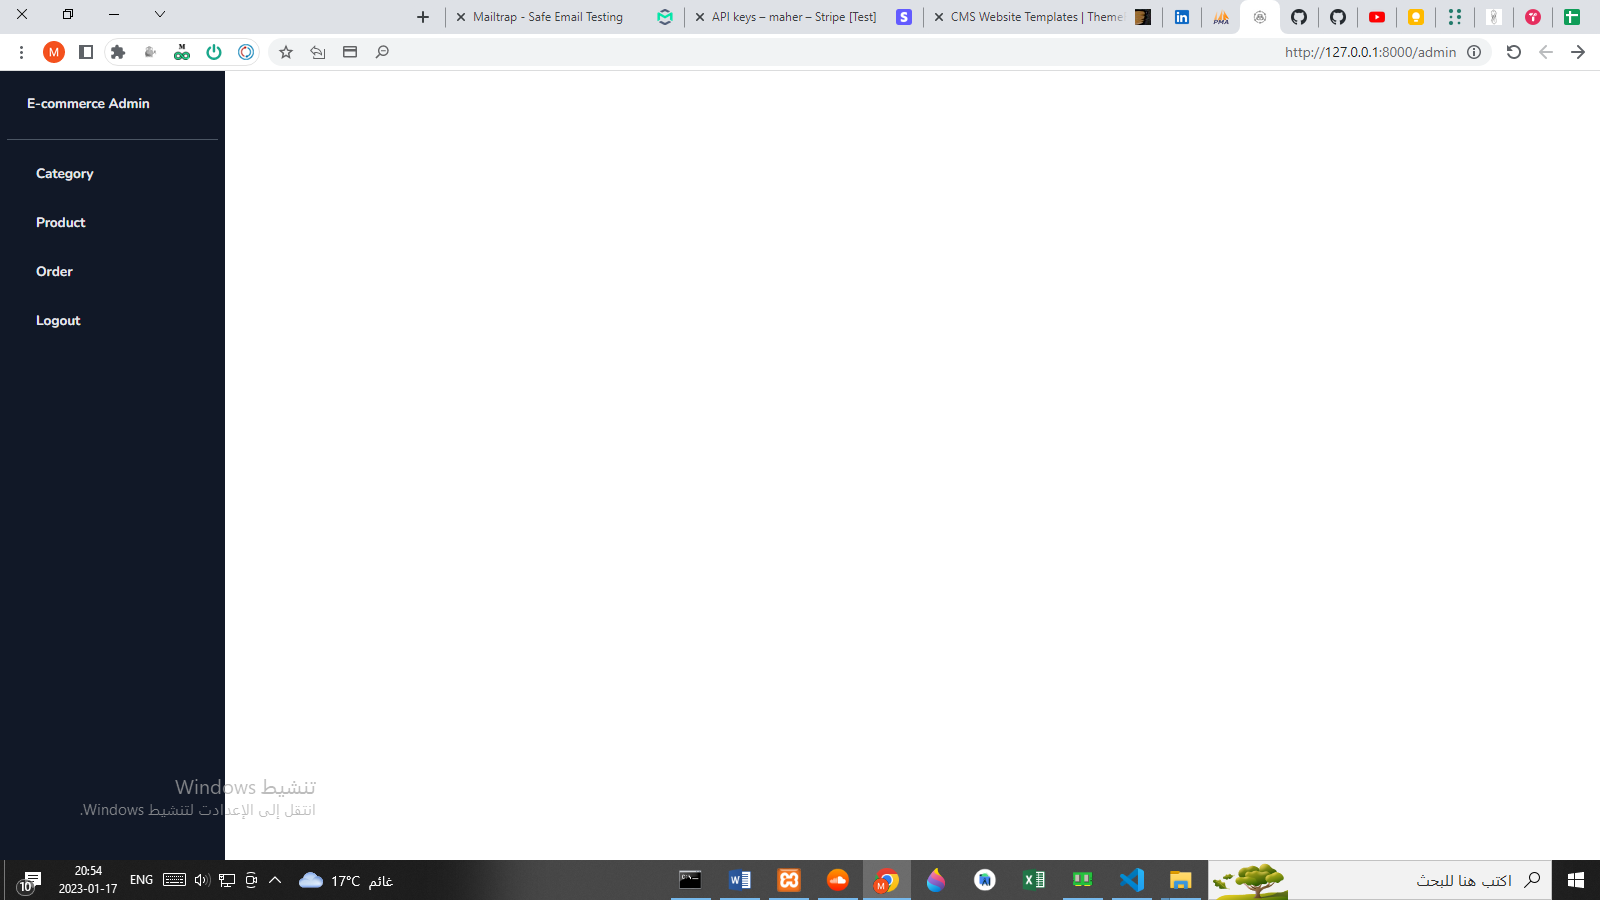 Mailtrap - Safe Email Testing
API keys – maher – Stripe [Test]
CMS Website Templates | Theme
PMA
M
M
http://127.0.0.1:8000/admin
E-commerce Admin
Category
Product
Order
Logout
تنشيط Windows
انتقل إلى الإعدادت لتنشيط Windows.
10
20:54
2023-01-17
ENG
17°C غائم
M
اكتب هنا للبحث